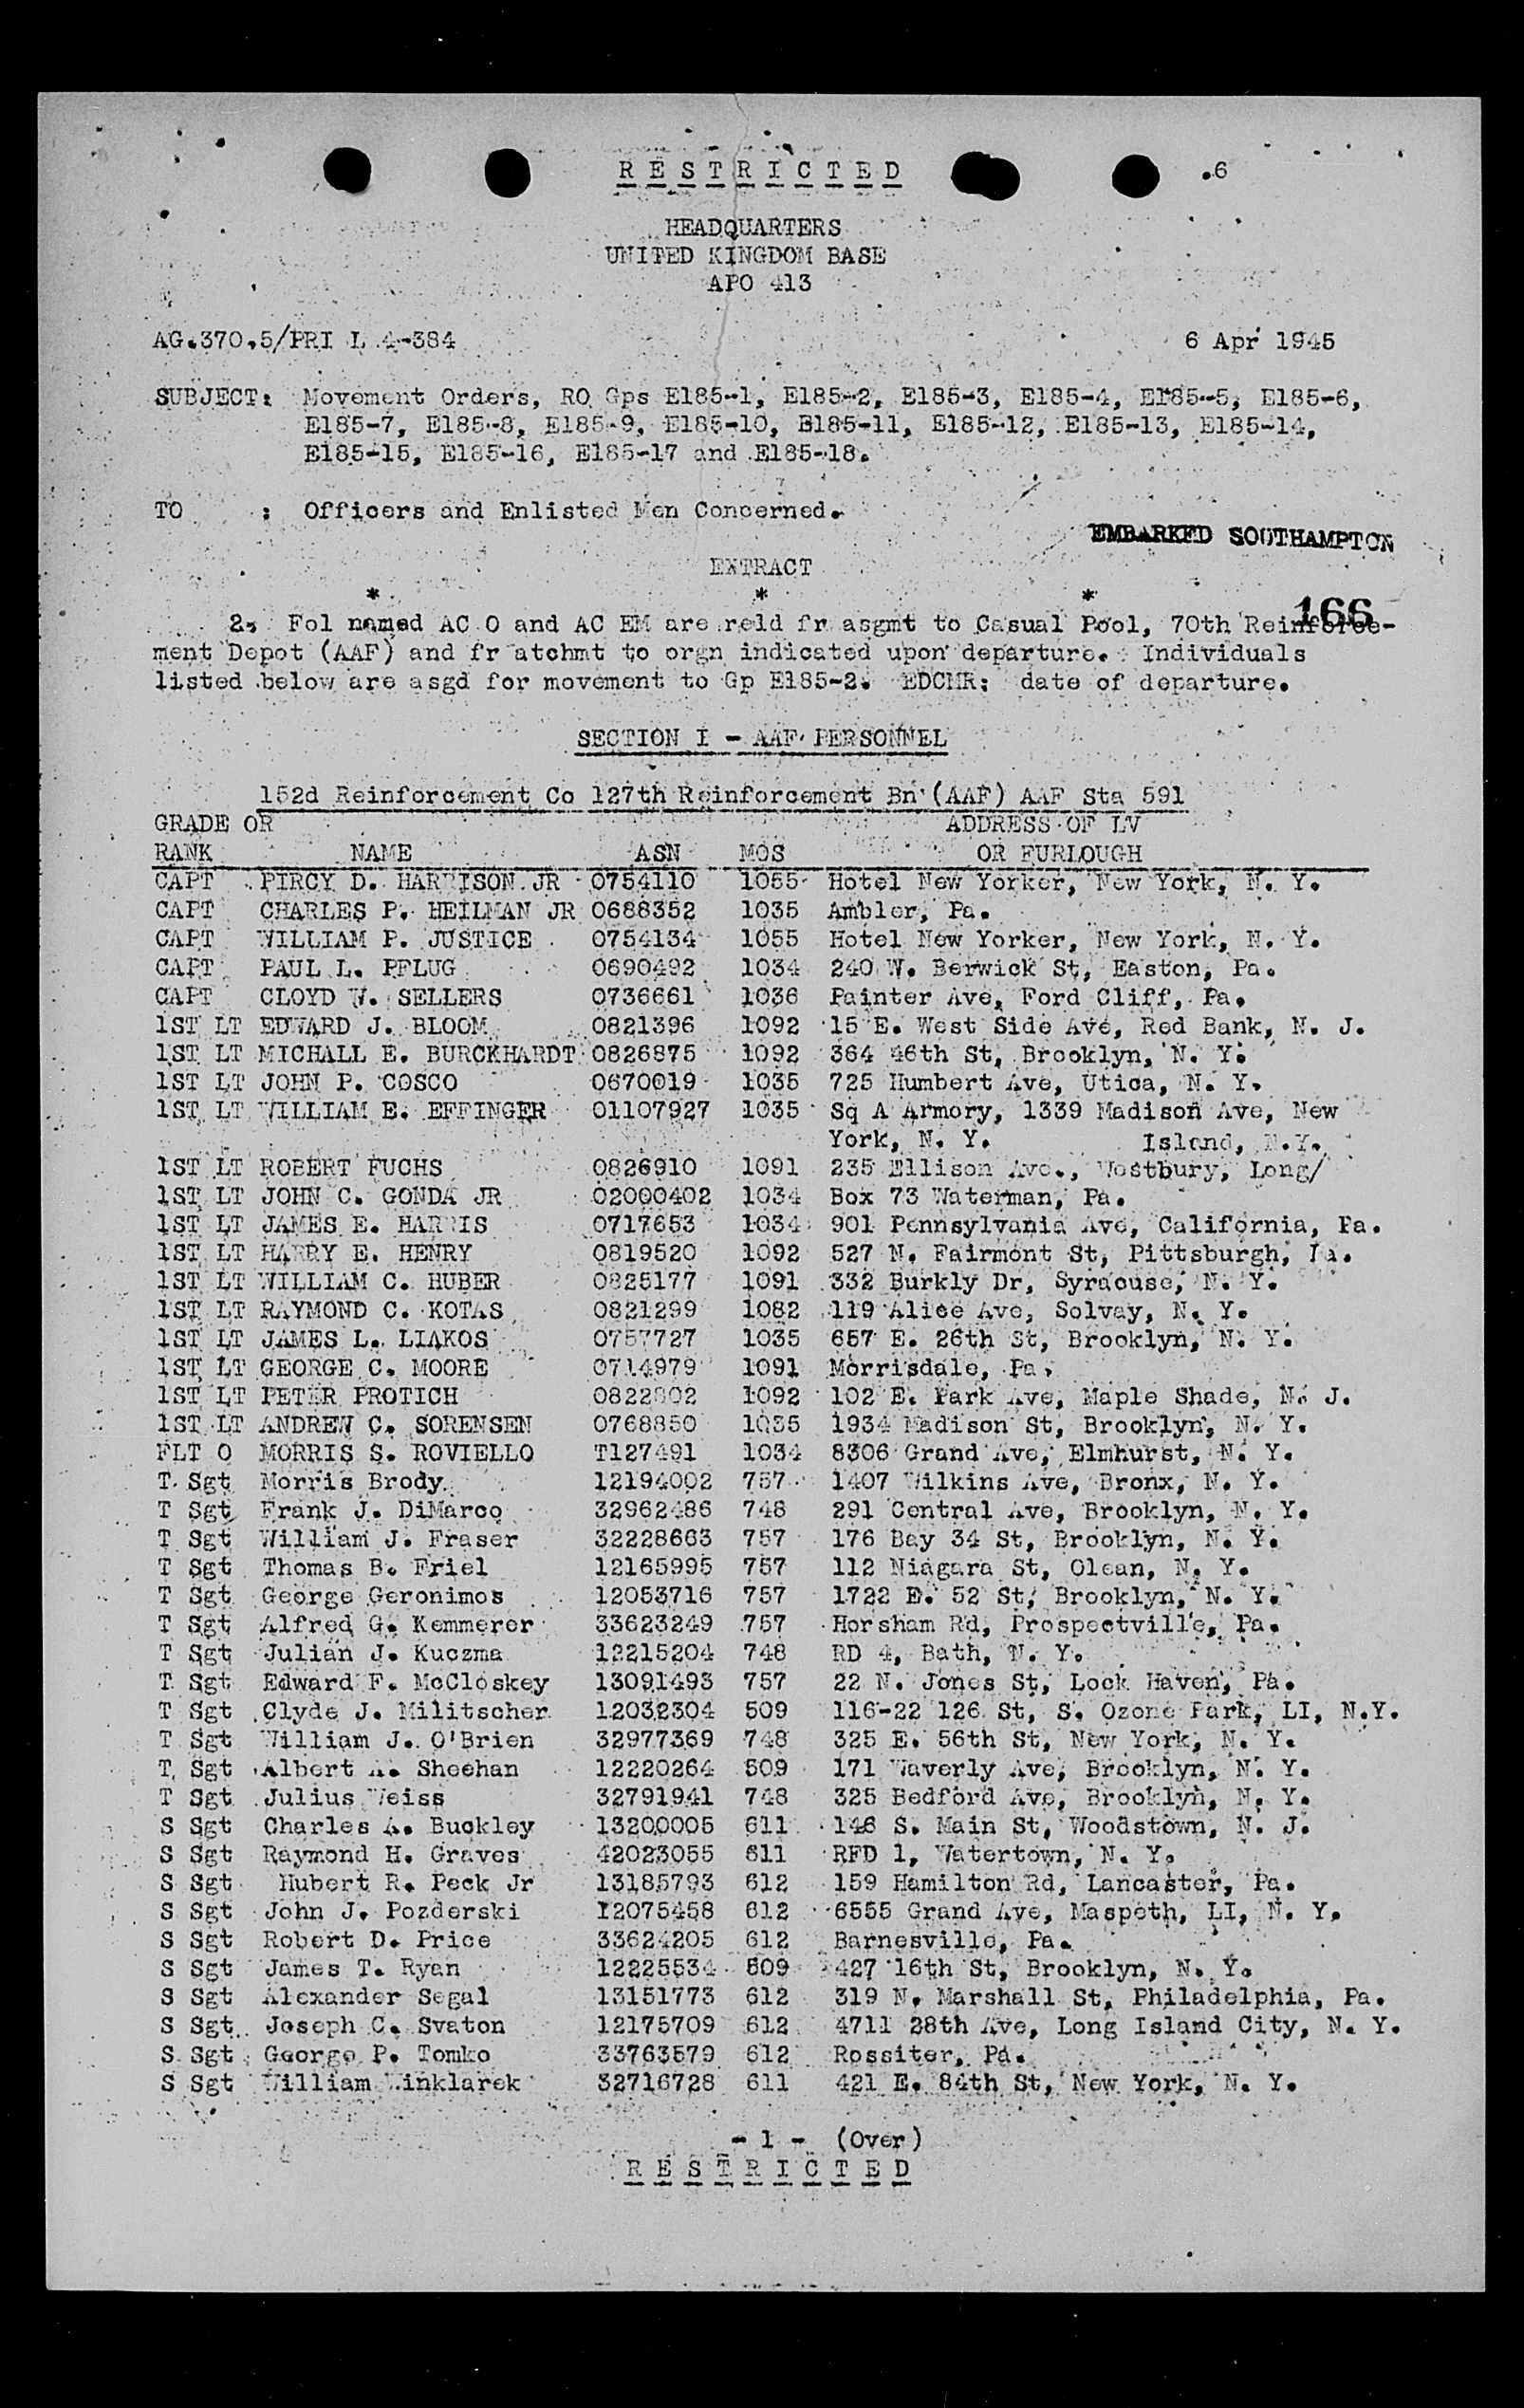 RESTRICTED .6
HEADQUARTERS
UNITED KINGDOM BASE
APO 413
AG.370.5/PRI L 4-384 6 Apr 1945
SUBJECT: Movement Orders, RO Gps E185-1, E185-2, E185-3, E185-4, E185-5, E185-6,
E185-7, E185-8, E185-9, E185-10, E185-11, E185-12, E185-13, E185-14,
E185-15, E185-16, E185-17 and E185-18.
TO : Officers and Enlisted Men Concerned.
EMBARKED SOUTHAMPTON
EXTRACT
* * *
166
2. Fol named AC O and AC EM are reld fr asgmt to Casual Pool, 70th Reinforce-
ment Depot (AAF) and fr atchmt to orgn indicated upon departure. Individuals
listed below are asgd for movement to Gp E185-2. EDCMR: date of departure.
SECTION I - AAF PERSONNEL
152d Reinforcement Co 127th Reinforcement Bn (AAF) AAF Sta 591
GRADE OR ADDRESS OF LV
RANK NAME ASN MOS OR FURLOUGH
CAPT PIRCY D. HARRISON JR 0754110 1055 Hotel New Yorker, New York, N. Y.
CAPT CHARLES P. HEILMAN JR 0688352 1035 Ambler, Pa.
CAPT WILLIAM P. JUSTICE 0754134 1055 Hotel New Yorker, New York, N. Y.
CAPT PAUL L. PFLUG 0690492 1034 240 W. Berwick St, Easton, Pa.
CAPT CLOYD W. SELLERS 0736661 1036 Painter Ave, Ford Cliff, Pa.
1ST LT EDWARD J. BLOOM 0821396 1092 15 E. West Side Ave, Red Bank, N. J.
1ST LT MICHALL E. BURCKHARDT 0826875 1092 364 46th St, Brooklyn, N. Y.
1ST LT JOHN P. COSCO 0670019 1035 725 Humbert Ave, Utica, N. Y.
1ST LT WILLIAM E. EFFINGER 01107927 1035 Sq A Armory, 1339 Madison Ave, New
York, N. Y. Island, N.Y.
1ST LT ROBERT FUCHS 0826910 1091 235 Ellison Ave., Westbury, Long/
1ST LT JOHN C. GONDA JR 02000402 1034 Box 73 Waterman, Pa.
1ST LT JAMES E. HARRIS 0717653 1034 901 Pennsylvania Ave, California, Pa.
1ST LT HARRY E. HENRY 0819520 1092 527 N. Fairmont St, Pittsburgh, Pa.
1ST LT WILLIAM C. HUBER 0825177 1091 332 Burkly Dr, Syracuse, N. Y.
1ST LT RAYMOND C. KOTAS 0821299 1082 119 Alice Ave, Solvay, N. Y.
1ST LT JAMES L. LIAKOS 0757727 1035 657 E. 26th St, Brooklyn, N. Y.
1ST LT GEORGE C. MOORE 0714979 1091 Morrisdale, Pa.
1ST LT PETER PROTICH 0822802 1092 102 E. Park Ave, Maple Shade, N. J.
1ST LT ANDREW C. SORENSEN 0768850 1035 1934 Madison St, Brooklyn, N. Y.
FLT O MORRIS S. ROVIELLO T127491 1034 8306 Grand Ave, Elmhurst, N. Y.
T Sgt Morris Brody 12194002 757 1407 Wilkins Ave, Bronx, N. Y.
T Sgt Frank J. DiMarco 32962486 748 291 Central Ave, Brooklyn, N. Y.
T Sgt William J. Fraser 32228663 757 176 Bay 34 St, Brooklyn, N. Y.
T Sgt Thomas B. Friel 12165995 757 112 Niagara St, Olean, N. Y.
T Sgt George Geronimos 12053716 757 1722 E. 52 St, Brooklyn, N. Y.
T Sgt Alfred G. Kemmerer 33623249 757 Horsham Rd, Prospectville, Pa.
T Sgt Julian J. Kuczma 12215204 748 RD 4, Bath, N. Y.
T Sgt Edward F. McCloskey 13091493 757 22 N. Jones St, Lock Haven, Pa.
T Sgt Clyde J. Militscher 12032304 509 116-22 126 St, S. Ozone Park, LI, N.Y.
T Sgt William J. O'Brien 32977369 748 325 E. 56th St, New York, N. Y.
T Sgt Albert A. Sheehan 12220264 509 171 Waverly Ave, Brooklyn, N. Y.
T Sgt Julius Weiss 32791941 748 325 Bedford Ave, Brooklyn, N. Y.
S Sgt Charles A. Buckley 13200005 611 146 S. Main St, Woodstown, N. J.
S Sgt Raymond H. Graves 42023055 611 RFD 1, Watertown, N. Y.
S Sgt Hubert R. Peck Jr 13185793 612 159 Hamilton Rd, Lancaster, Pa.
S Sgt John J. Pozderski 12075458 612 6555 Grand Ave, Maspeth, LI, N. Y.
S Sgt Robert D. Price 33624205 612 Barnesville, Pa.
S Sgt James T. Ryan 12225534 609 427 16th St, Brooklyn, N. Y.
S Sgt Alexander Segal 13151773 612 319 N. Marshall St, Philadelphia, Pa.
S Sgt Joseph C. Svaton 12175709 612 4711 28th Ave, Long Island City, N. Y.
S Sgt George P. Tomko 33763579 612 Rossiter, Pa.
S Sgt William Winklarek 32716728 611 421 E. 84th St, New York, N. Y.
- 1 - (Over)
RESTRICTED